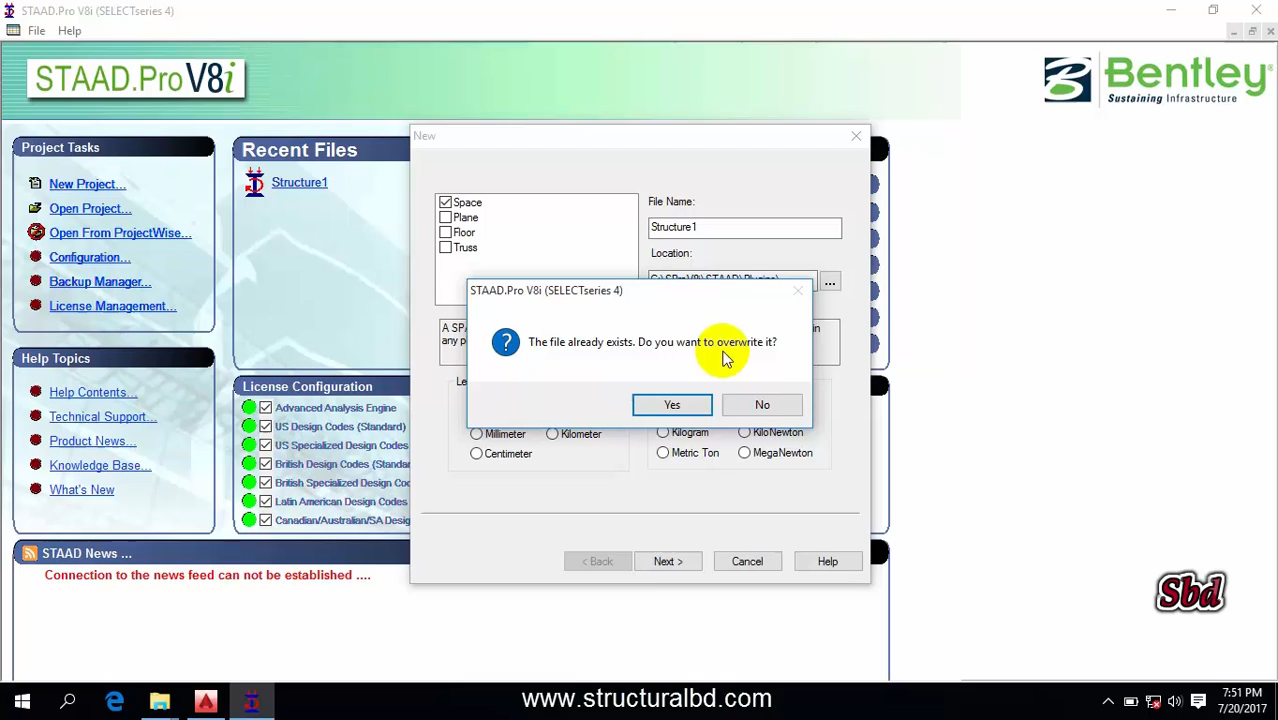 STAAD.Pro V8i (SELECTseries 4)
File Help
STAAD.Pro V8i
Bentley®
Sustaining Infrastructure
Project Tasks
New Project...
Open Project...
Open From ProjectWise...
Configuration...
Backup Manager...
License Management...
Recent Files
Structure1
New
Space
Plane
Floor
Truss
File Name:
Structure1
Location:
...
STAAD.Pro V8i (SELECTseries 4)
The file already exists. Do you want to overwrite it?
Yes No
A SPA
any p
in
Le
Millimeter Kilometer
Centimeter
Kilogram KiloNewton
Metric Ton MegaNewton
< Back Next > Cancel Help
Help Topics
Help Contents...
Technical Support...
Product News...
Knowledge Base...
What's New
License Configuration
Advanced Analysis Engine
US Design Codes (Standard)
US Specialized Design Codes
British Design Codes (Standar
British Specialized Design Co
Latin American Design Codes
Canadian/Australian/SA Desig
STAAD News ...
Connection to the news feed can not be established ....
Sbd
www.structuralbd.com
7:51 PM
7/20/2017